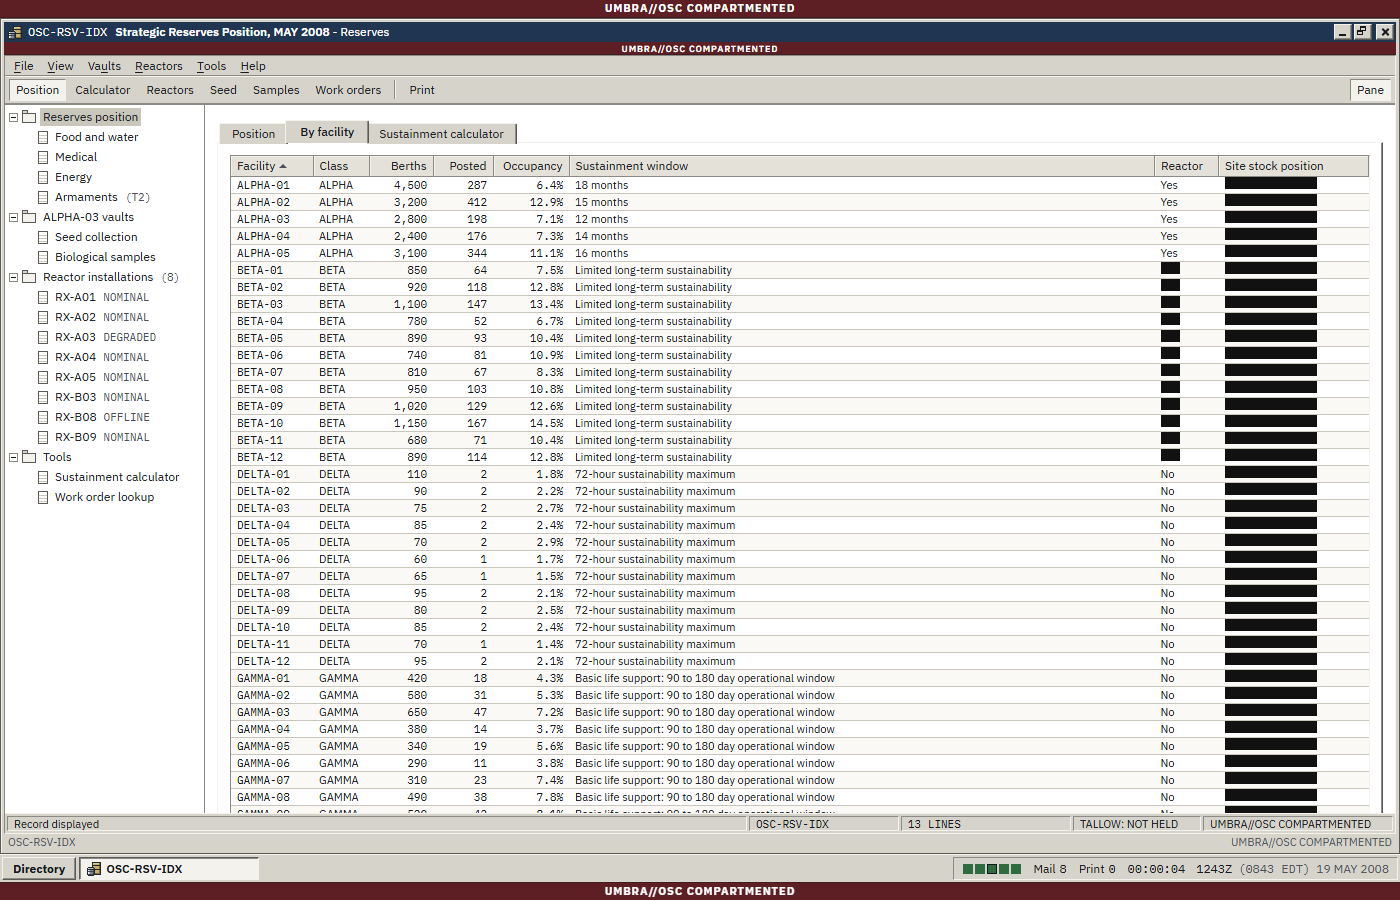 UMBRA//OSC COMPARTMENTED
OSC-RSV-IDX Strategic Reserves Position, MAY 2008 - Reserves
UMBRA//OSC COMPARTMENTED
File View Vaults Reactors Tools Help
Position Calculator Reactors Seed Samples Work orders Print Pane
Reserves position
Food and water
Medical
Energy
Armaments (T2)
ALPHA-03 vaults
Seed collection
Biological samples
Reactor installations (8)
RX-A01 NOMINAL
RX-A02 NOMINAL
RX-A03 DEGRADED
RX-A04 NOMINAL
RX-A05 NOMINAL
RX-B03 NOMINAL
RX-B08 OFFLINE
RX-B09 NOMINAL
Tools
Sustainment calculator
Work order lookup
Position By facility Sustainment calculator
Facility Class Berths Posted Occupancy Sustainment window Reactor Site stock position
ALPHA-01 ALPHA 4,500 287 6.4% 18 months Yes
ALPHA-02 ALPHA 3,200 412 12.9% 15 months Yes
ALPHA-03 ALPHA 2,800 198 7.1% 12 months Yes
ALPHA-04 ALPHA 2,400 176 7.3% 14 months Yes
ALPHA-05 ALPHA 3,100 344 11.1% 16 months Yes
BETA-01 BETA 850 64 7.5% Limited long-term sustainability
BETA-02 BETA 920 118 12.8% Limited long-term sustainability
BETA-03 BETA 1,100 147 13.4% Limited long-term sustainability
BETA-04 BETA 780 52 6.7% Limited long-term sustainability
BETA-05 BETA 890 93 10.4% Limited long-term sustainability
BETA-06 BETA 740 81 10.9% Limited long-term sustainability
BETA-07 BETA 810 67 8.3% Limited long-term sustainability
BETA-08 BETA 950 103 10.8% Limited long-term sustainability
BETA-09 BETA 1,020 129 12.6% Limited long-term sustainability
BETA-10 BETA 1,150 167 14.5% Limited long-term sustainability
BETA-11 BETA 680 71 10.4% Limited long-term sustainability
BETA-12 BETA 890 114 12.8% Limited long-term sustainability
DELTA-01 DELTA 110 2 1.8% 72-hour sustainability maximum No
DELTA-02 DELTA 90 2 2.2% 72-hour sustainability maximum No
DELTA-03 DELTA 75 2 2.7% 72-hour sustainability maximum No
DELTA-04 DELTA 85 2 2.4% 72-hour sustainability maximum No
DELTA-05 DELTA 70 2 2.9% 72-hour sustainability maximum No
DELTA-06 DELTA 60 1 1.7% 72-hour sustainability maximum No
DELTA-07 DELTA 65 1 1.5% 72-hour sustainability maximum No
DELTA-08 DELTA 95 2 2.1% 72-hour sustainability maximum No
DELTA-09 DELTA 80 2 2.5% 72-hour sustainability maximum No
DELTA-10 DELTA 85 2 2.4% 72-hour sustainability maximum No
DELTA-11 DELTA 70 1 1.4% 72-hour sustainability maximum No
DELTA-12 DELTA 95 2 2.1% 72-hour sustainability maximum No
GAMMA-01 GAMMA 420 18 4.3% Basic life support: 90 to 180 day operational window No
GAMMA-02 GAMMA 580 31 5.3% Basic life support: 90 to 180 day operational window No
GAMMA-03 GAMMA 650 47 7.2% Basic life support: 90 to 180 day operational window No
GAMMA-04 GAMMA 380 14 3.7% Basic life support: 90 to 180 day operational window No
GAMMA-05 GAMMA 340 19 5.6% Basic life support: 90 to 180 day operational window No
GAMMA-06 GAMMA 290 11 3.8% Basic life support: 90 to 180 day operational window No
GAMMA-07 GAMMA 310 23 7.4% Basic life support: 90 to 180 day operational window No
GAMMA-08 GAMMA 490 38 7.8% Basic life support: 90 to 180 day operational window No
Record displayed OSC-RSV-IDX 13 LINES TALLOW: NOT HELD UMBRA//OSC COMPARTMENTED
OSC-RSV-IDX UMBRA//OSC COMPARTMENTED
Directory OSC-RSV-IDX Mail 8 Print 0 00:00:04 1243Z (0843 EDT) 19 MAY 2008
UMBRA//OSC COMPARTMENTED